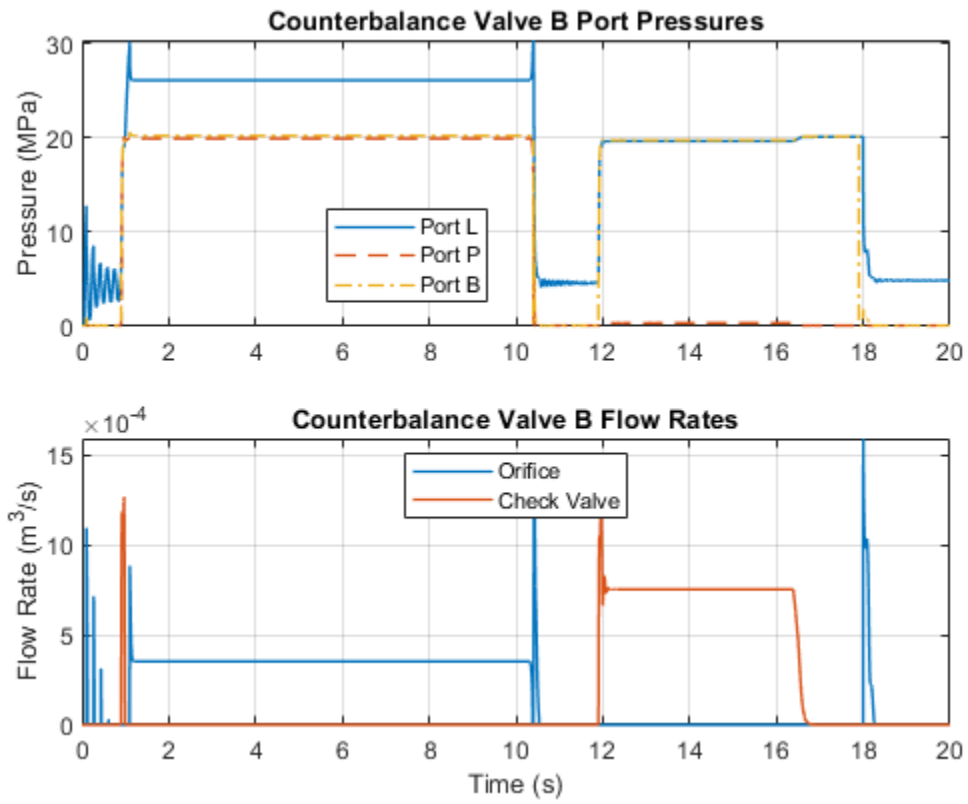 Counterbalance Valve B Port Pressures
Pressure (MPa)
30
20
10
0
Port L
Port P
Port B
0 2 4 6 8 10 12 14 16 18 20
Counterbalance Valve B Flow Rates
×10⁻⁴
Flow Rate (m³/s)
15
10
5
0
Orifice
Check Valve
0 2 4 6 8 10 12 14 16 18 20
Time (s)